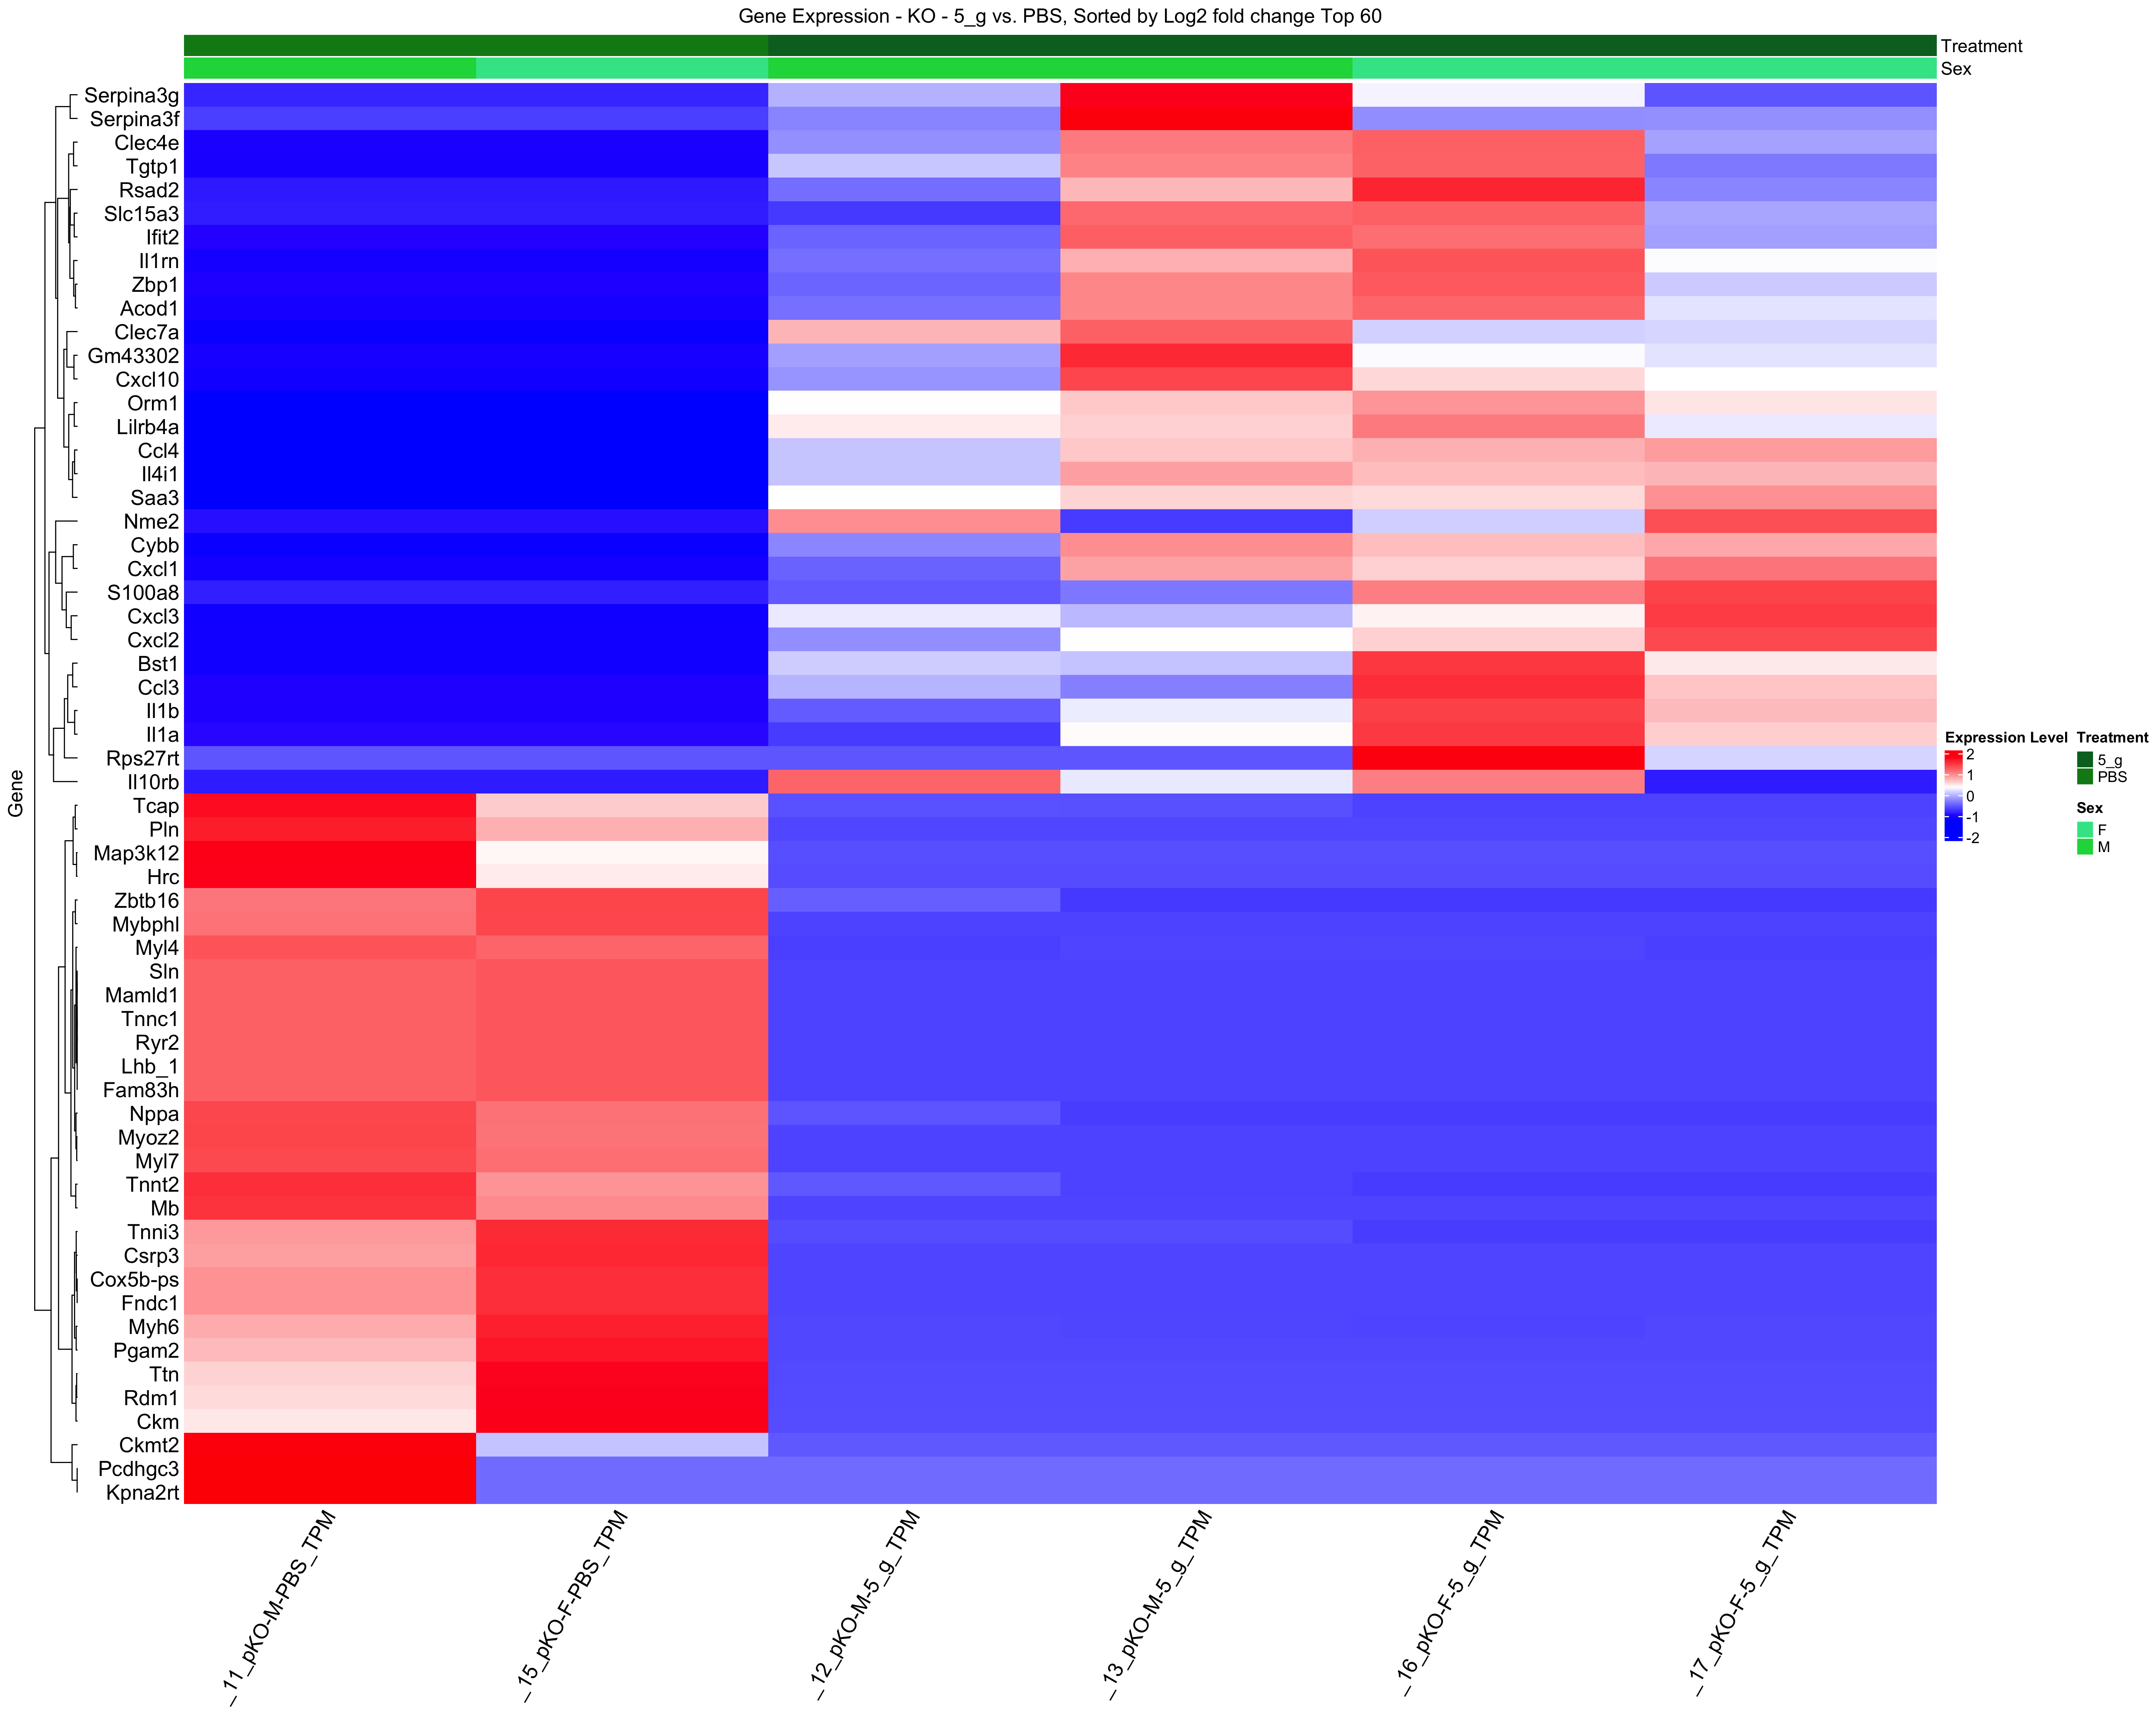 Gene Expression - KO - 5_g vs. PBS, Sorted by Log2 fold change Top 60
Treatment
Sex
Serpina3g
Serpina3f
Clec4e
Tgtp1
Rsad2
Slc15a3
Ifit2
Il1rn
Zbp1
Acod1
Clec7a
Gm43302
Cxcl10
Orm1
Lilrb4a
Ccl4
Il4i1
Saa3
Nme2
Cybb
Cxcl1
S100a8
Cxcl3
Cxcl2
Bst1
Ccl3
Il1b
Il1a
Rps27rt
Il10rb
Tcap
Pln
Map3k12
Hrc
Zbtb16
Mybphl
Myl4
Sln
Mamld1
Tnnc1
Ryr2
Lhb_1
Fam83h
Nppa
Myoz2
Myl7
Tnnt2
Mb
Tnni3
Csrp3
Cox5b-ps
Fndc1
Myh6
Pgam2
Ttn
Rdm1
Ckm
Ckmt2
Pcdhgc3
Kpna2rt
Gene
_11_pKO-M-PBS_TPM
_15_pKO-F-PBS_TPM
_12_pKO-M-5_g_TPM
_13_pKO-M-5_g_TPM
_16_pKO-F-5_g_TPM
_17_pKO-F-5_g_TPM
Expression Level
2
1
0
-1
-2
Treatment
5_g
PBS
Sex
F
M